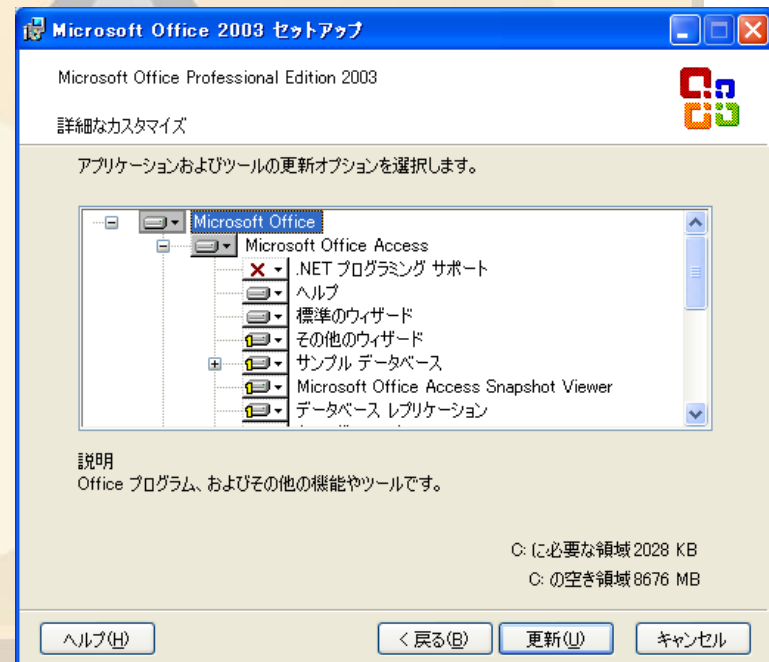 Microsoft Office 2003 セットアップ
Microsoft Office Professional Edition 2003
詳細なカスタマイズ
アプリケーションおよびツールの更新オプションを選択します。
Microsoft Office
Microsoft Office Access
.NET プログラミング サポート
ヘルプ
標準のウィザード
その他のウィザード
サンプル データベース
Microsoft Office Access Snapshot Viewer
データベース レプリケーション
説明
Office プログラム、およびその他の機能やツールです。
C: に必要な領域 2028 KB
C: の空き領域 8676 MB
ヘルプ(H)
< 戻る(B)
更新(U)
キャンセル